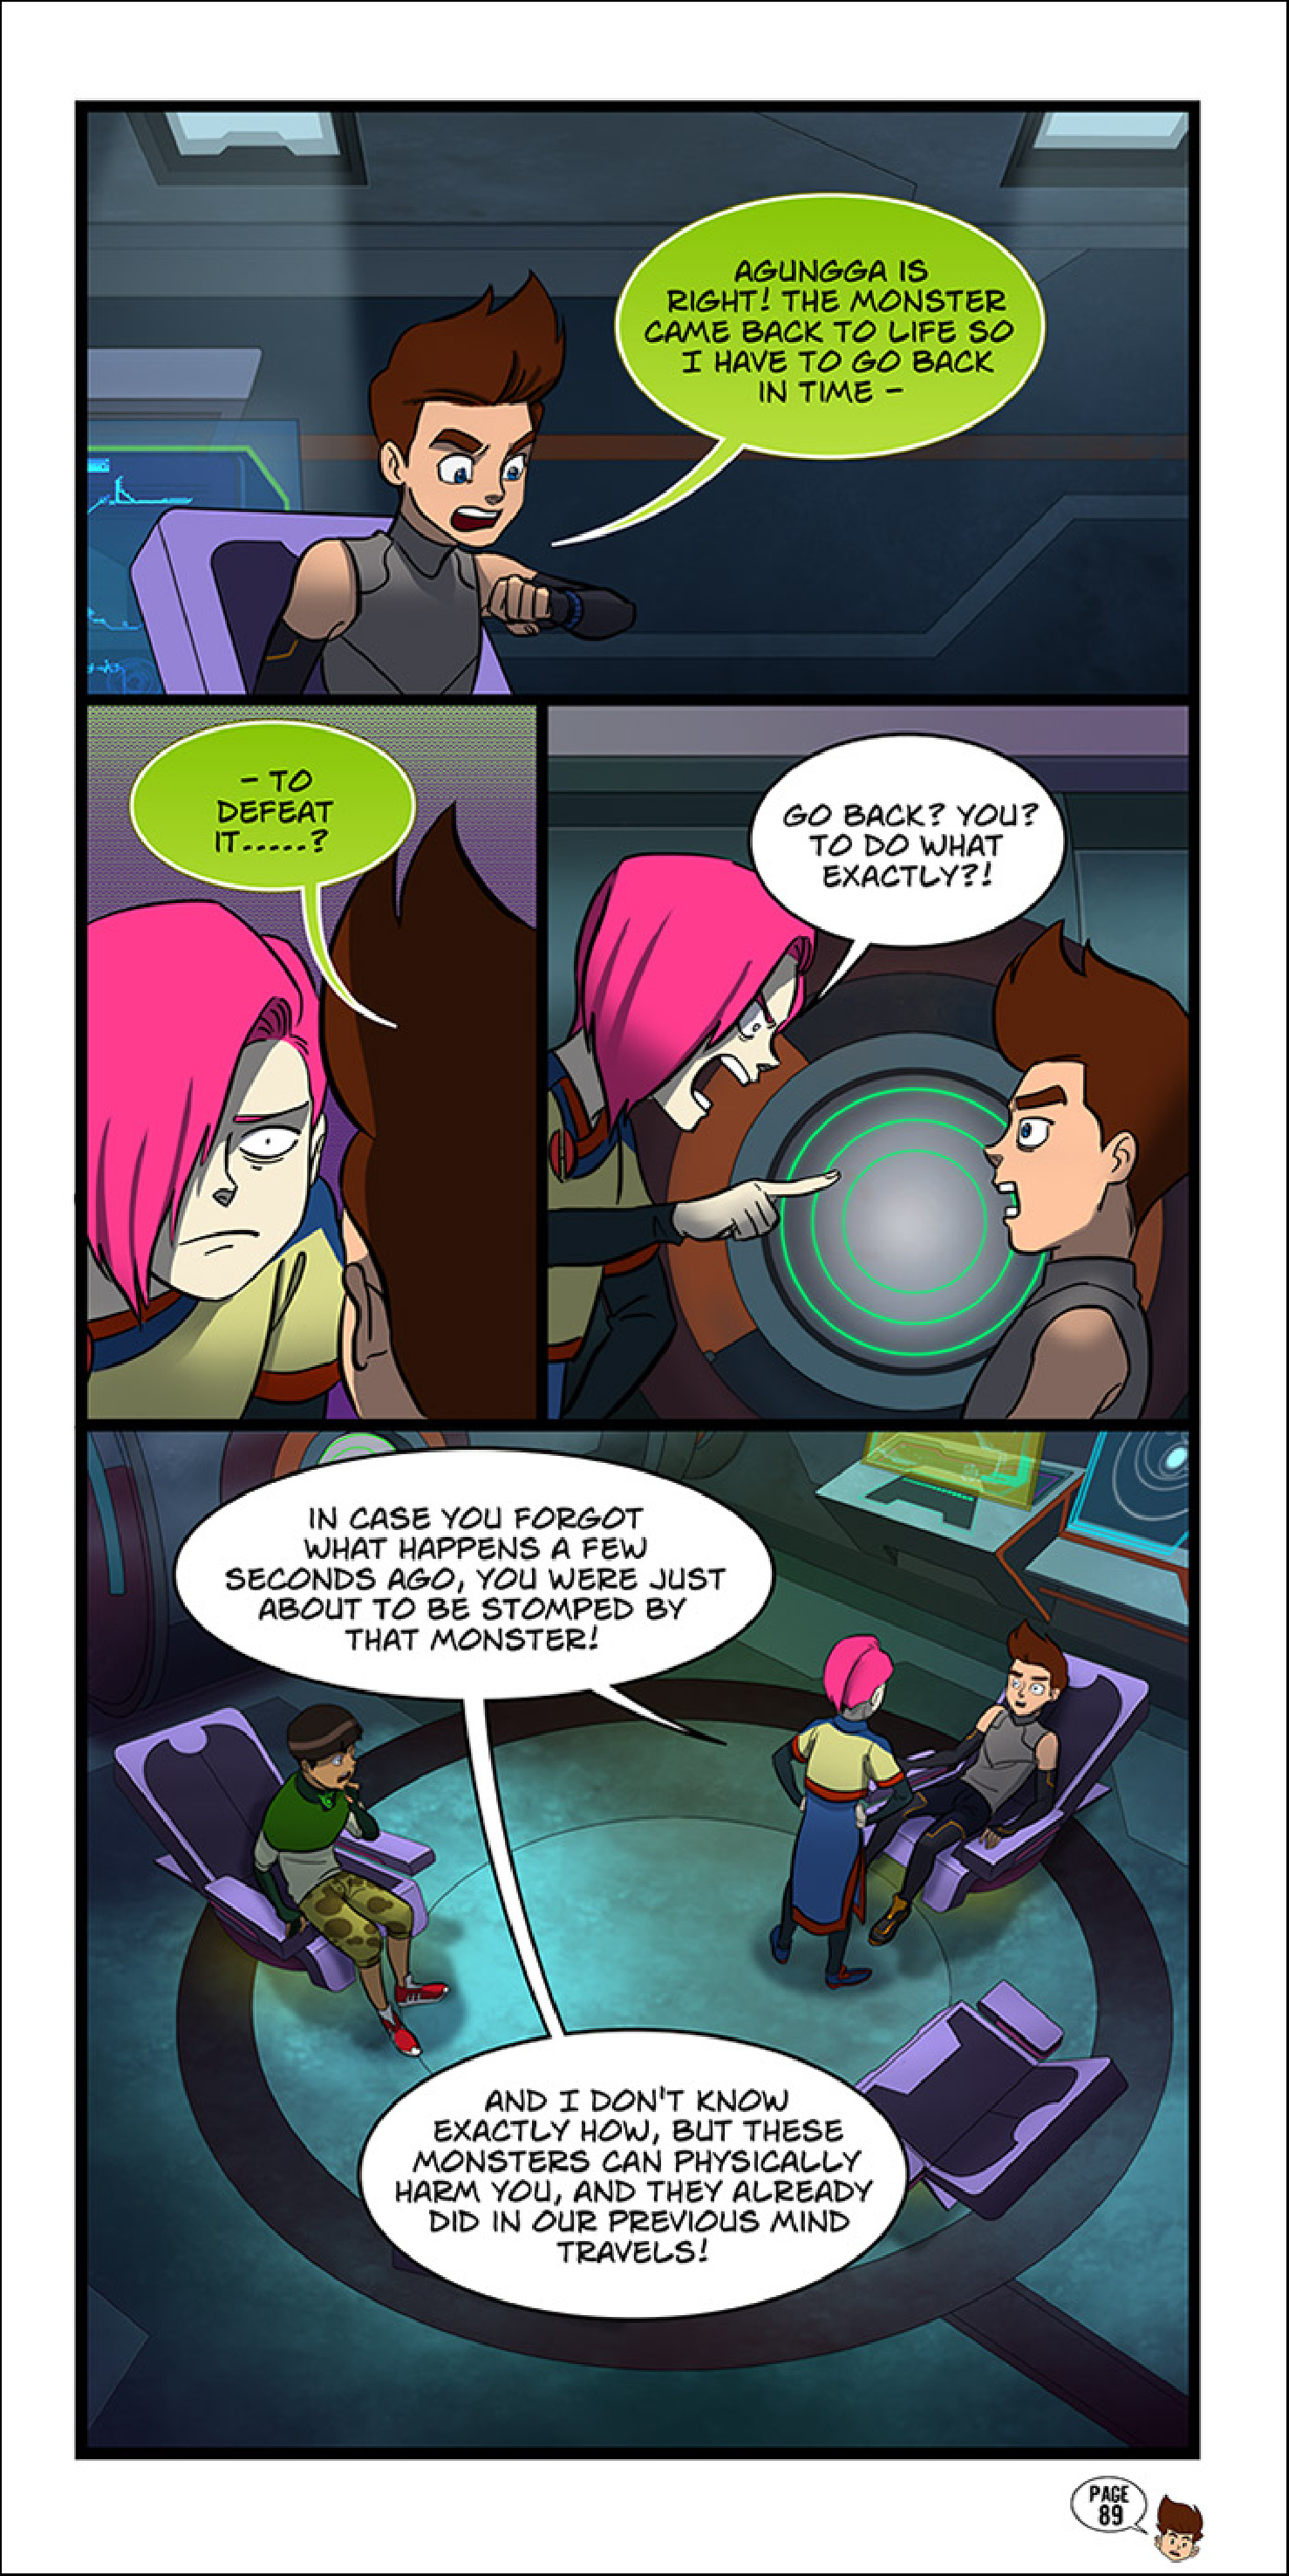 AGUNGGA IS
RIGHT! THE MONSTER
CAME BACK TO LIFE SO
I HAVE TO GO BACK
IN TIME -
- TO
DEFEAT
IT.....?
GO BACK? YOU?
TO DO WHAT
EXACTLY?!
IN CASE YOU FORGOT
WHAT HAPPENS A FEW
SECONDS AGO, YOU WERE JUST
ABOUT TO BE STOMPED BY
THAT MONSTER!
AND I DON'T KNOW
EXACTLY HOW, BUT THESE
MONSTERS CAN PHYSICALLY
HARM YOU, AND THEY ALREADY
DID IN OUR PREVIOUS MIND
TRAVELS!
PAGE
89